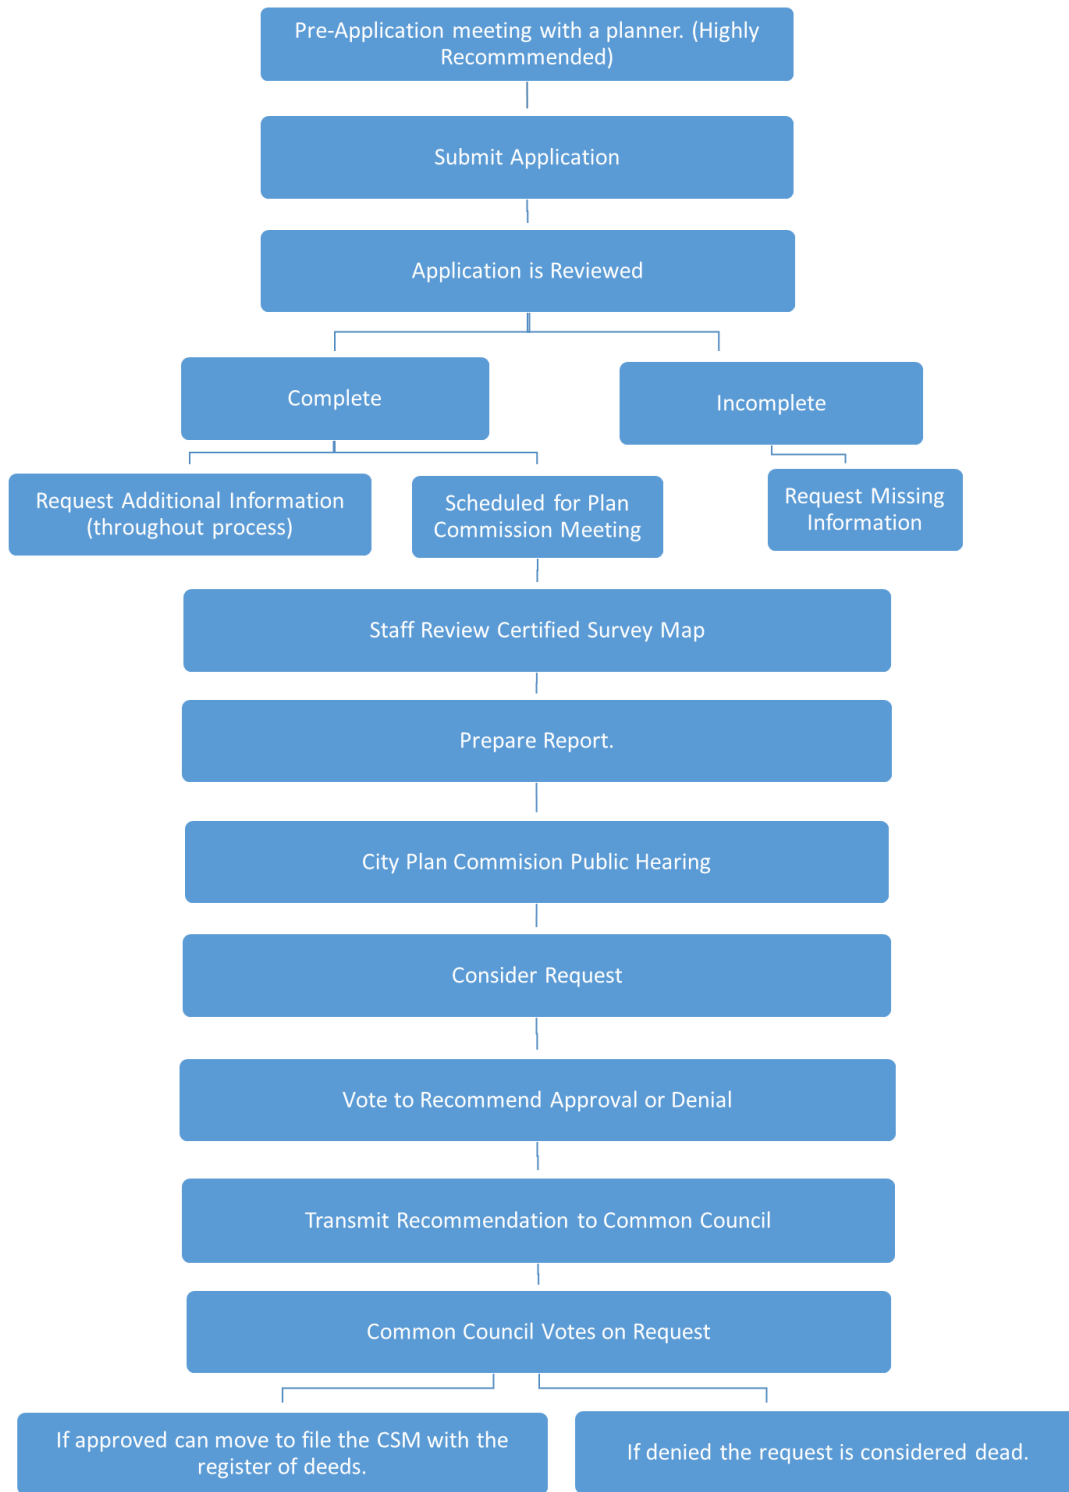 Pre-Application meeting with a planner. (Highly
Recommmended)
Submit Application
Application is Reviewed
Complete
Incomplete
Request Additional Information
(throughout process)
Scheduled for Plan
Commission Meeting
Request Missing
Information
Staff Review Certified Survey Map
Prepare Report.
City Plan Commision Public Hearing
Consider Request
Vote to Recommend Approval or Denial
Transmit Recommendation to Common Council
Common Council Votes on Request
If approved can move to file the CSM with the
register of deeds.
If denied the request is considered dead.